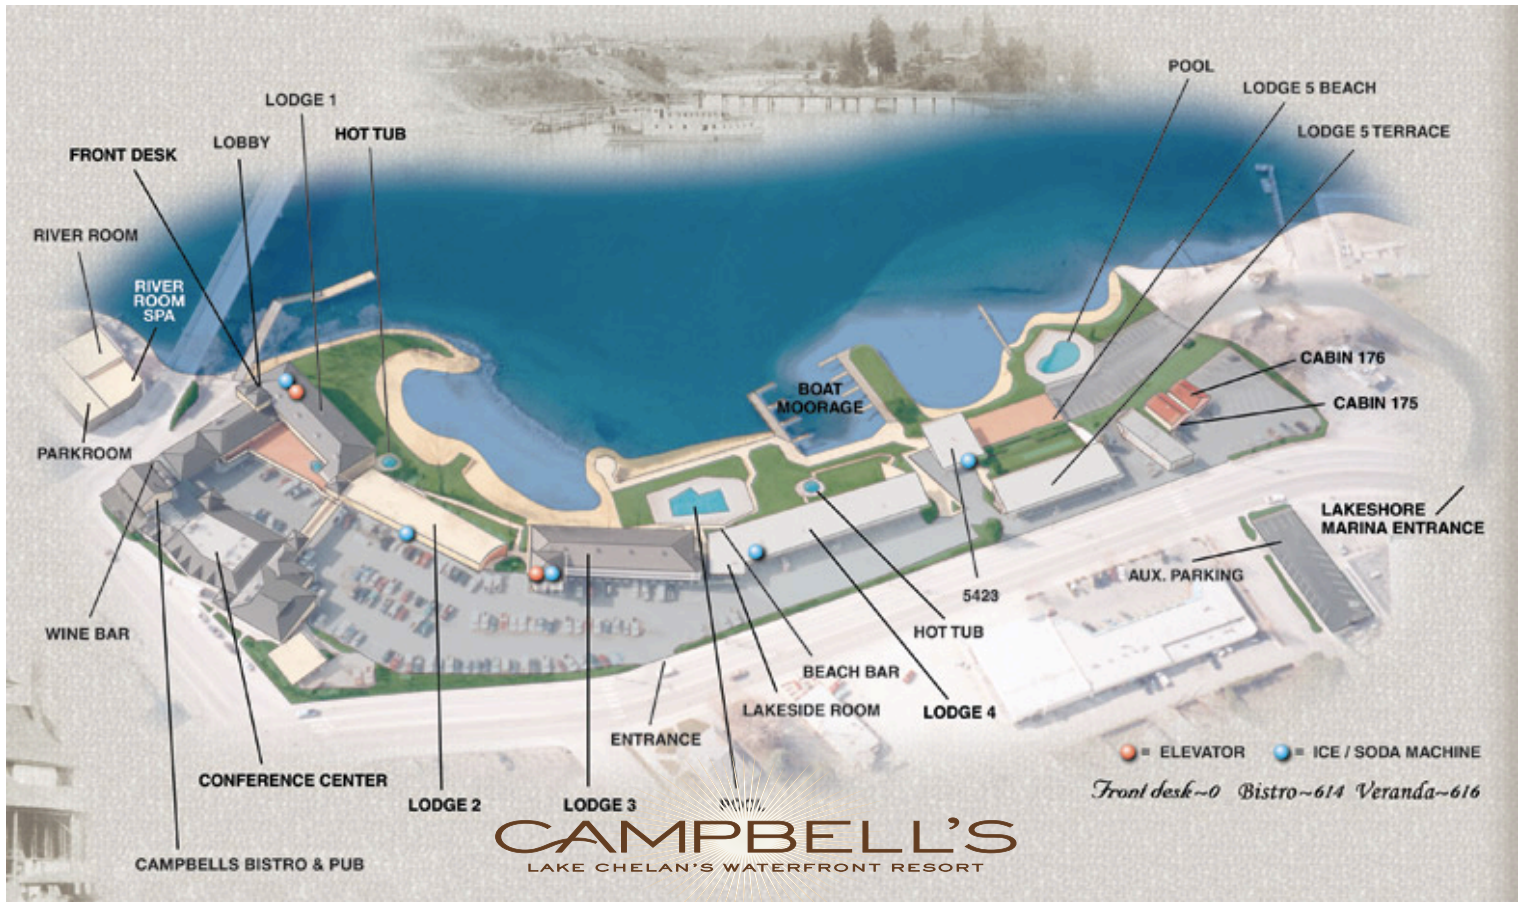 POOL
LODGE 5 BEACH
LODGE 1
LODGE 5 TERRACE
HOT TUB
LOBBY
FRONT DESK
RIVER ROOM
RIVER
ROOM
SPA
CABIN 176
BOAT
MOORAGE
CABIN 175
PARKROOM
LAKESHORE
MARINA ENTRANCE
AUX. PARKING
5423
WINE BAR
HOT TUB
BEACH BAR
LAKESIDE ROOM
LODGE 4
ENTRANCE
= ELEVATOR
= ICE / SODA MACHINE
CONFERENCE CENTER
Front desk~0 Bistro~614 Veranda~616
LODGE 2
LODGE 3
POOL
CAMPBELL'S
LAKE CHELAN'S WATERFRONT RESORT
CAMPBELLS BISTRO & PUB